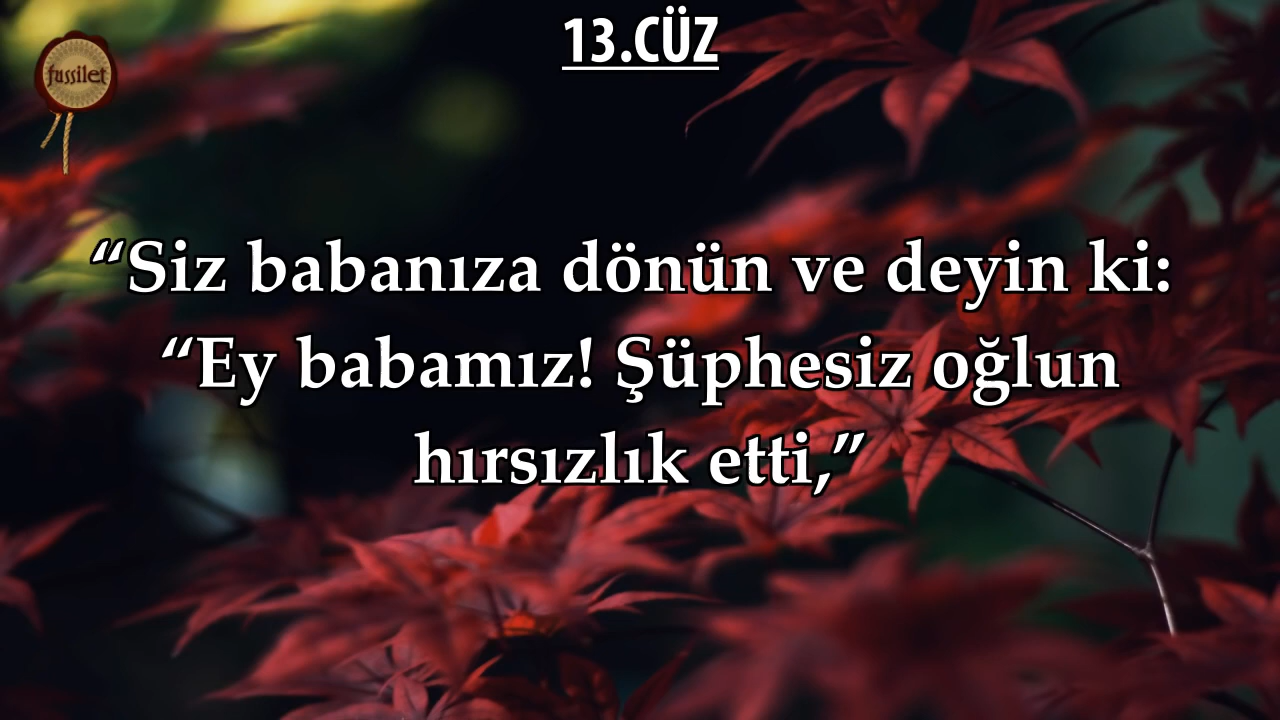 13.CÜZ
fussilet
“Siz babanıza dönün ve deyin ki:
“Ey babamız! Şüphesiz oğlun
hırsızlık etti,”